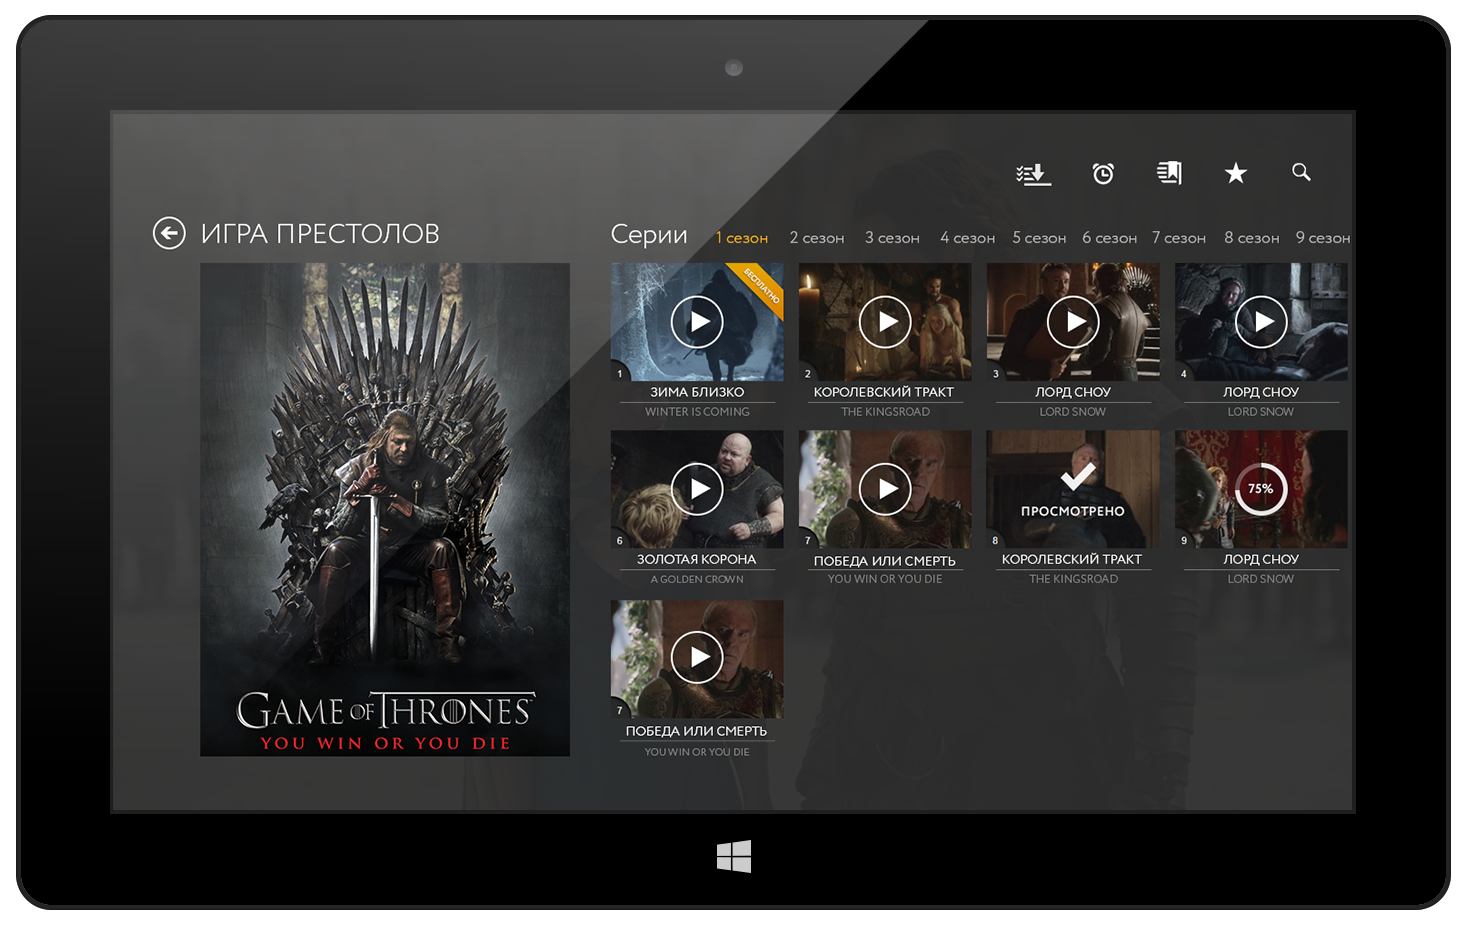 ИГРА ПРЕСТОЛОВ
GAME OF THRONES
YOU WIN OR YOU DIE
Серии 1 сезон 2 сезон 3 сезон 4 сезон 5 сезон 6 сезон 7 сезон 8 сезон 9 сезон
БЕСПЛАТНО
1 2 3 4
ЗИМА БЛИЗКО КОРОЛЕВСКИЙ ТРАКТ ЛОРД СНОУ ЛОРД СНОУ
WINTER IS COMING THE KINGSROAD LORD SNOW LORD SNOW
75%
ПРОСМОТРЕНО
6 7 8 9
ЗОЛОТАЯ КОРОНА ПОБЕДА ИЛИ СМЕРТЬ КОРОЛЕВСКИЙ ТРАКТ ЛОРД СНОУ
A GOLDEN CROWN YOU WIN OR YOU DIE THE KINGSROAD LORD SNOW
7
ПОБЕДА ИЛИ СМЕРТЬ
YOU WIN OR YOU DIE